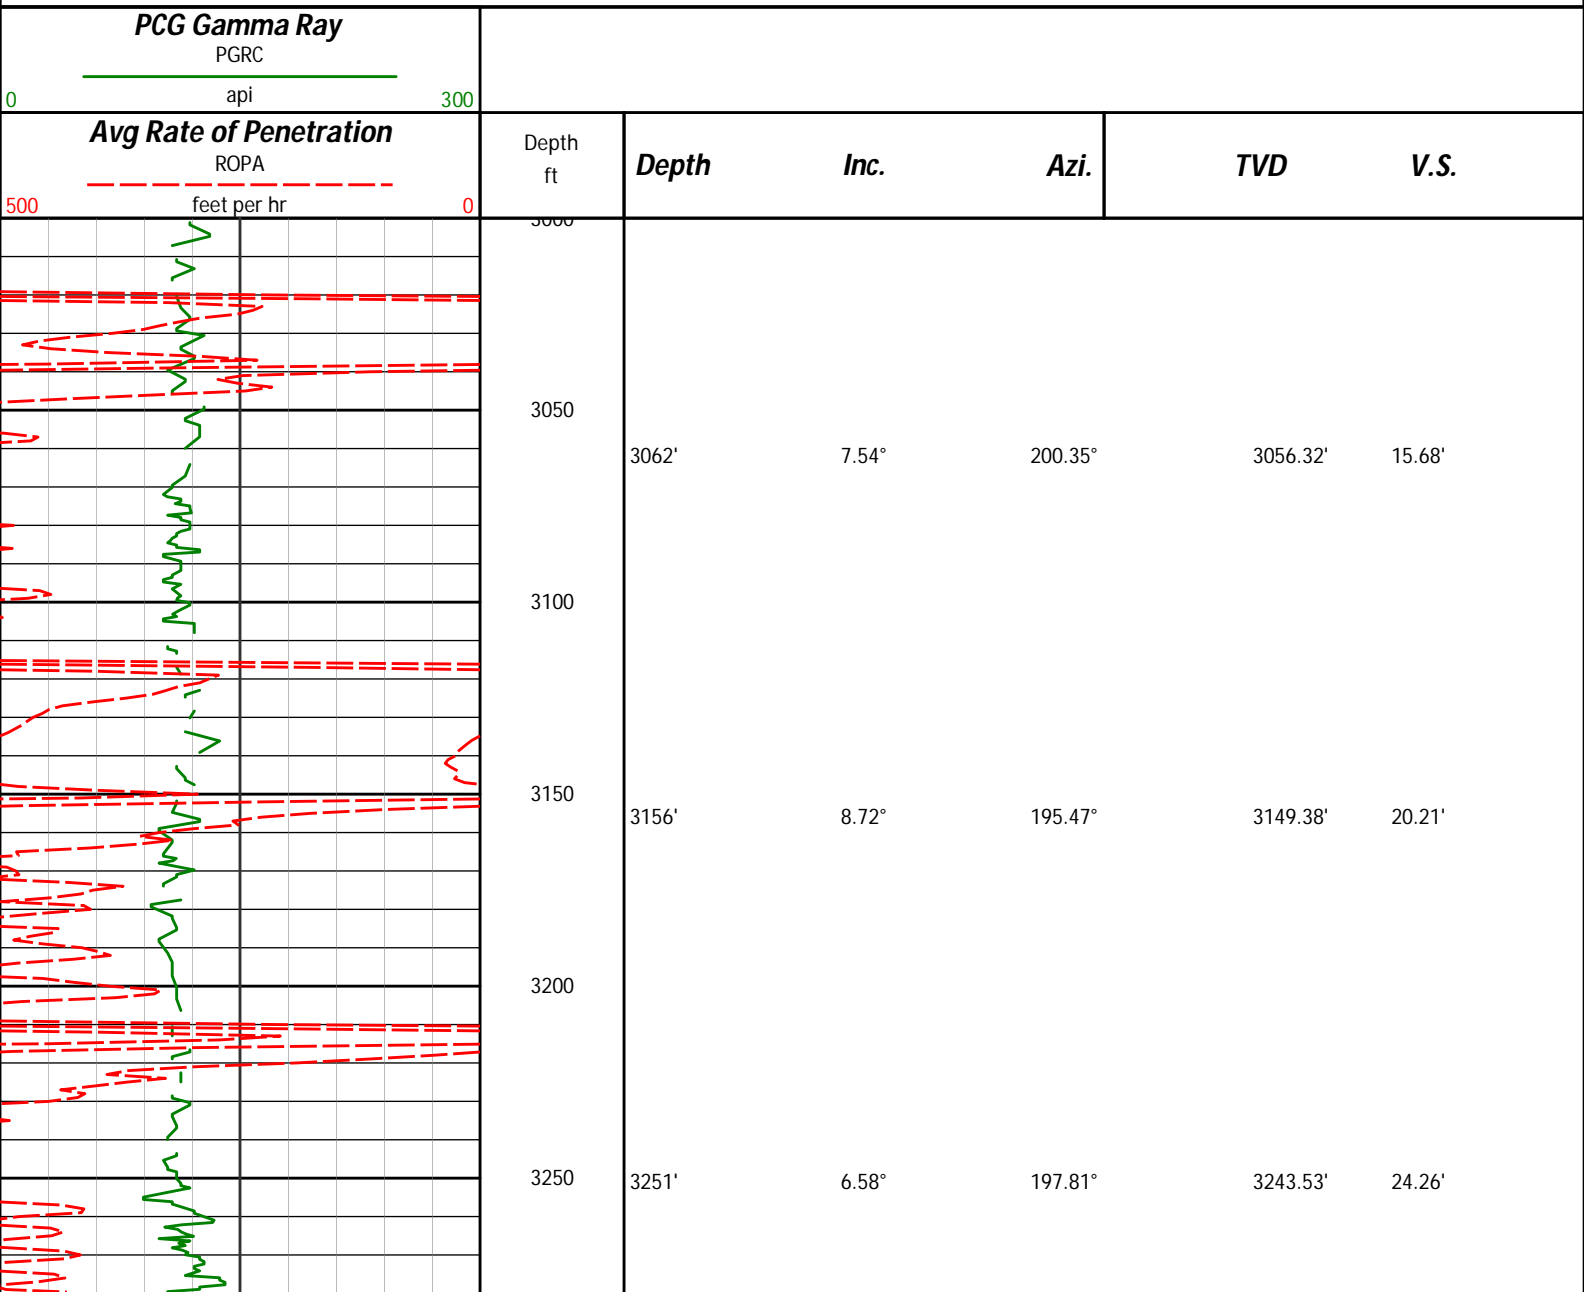 PCG Gamma Ray
PGRC
api
0 300
Avg Rate of Penetration
ROPA
feet per hr
500 0
Depth
ft
Depth Inc. Azi. TVD V.S.
3000
3050
3062' 7.54° 200.35° 3056.32' 15.68'
3100
3150
3156' 8.72° 195.47° 3149.38' 20.21'
3200
3250
3251' 6.58° 197.81° 3243.53' 24.26'